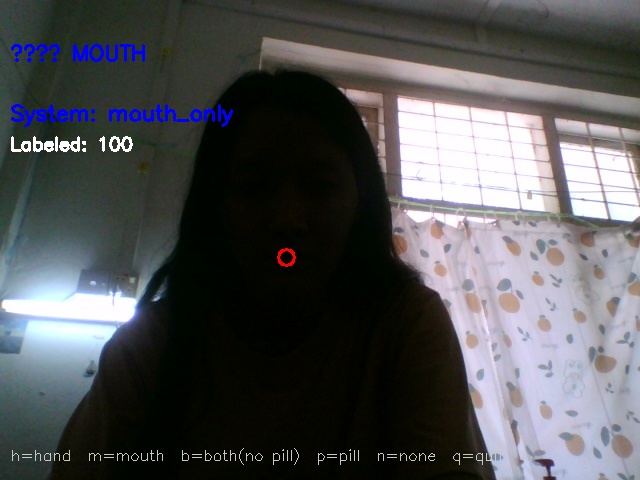 ???? MOUTH
System: mouth_only
Labeled: 100
h=hand m=mouth b=both(no pill) p=pill n=none q=quit